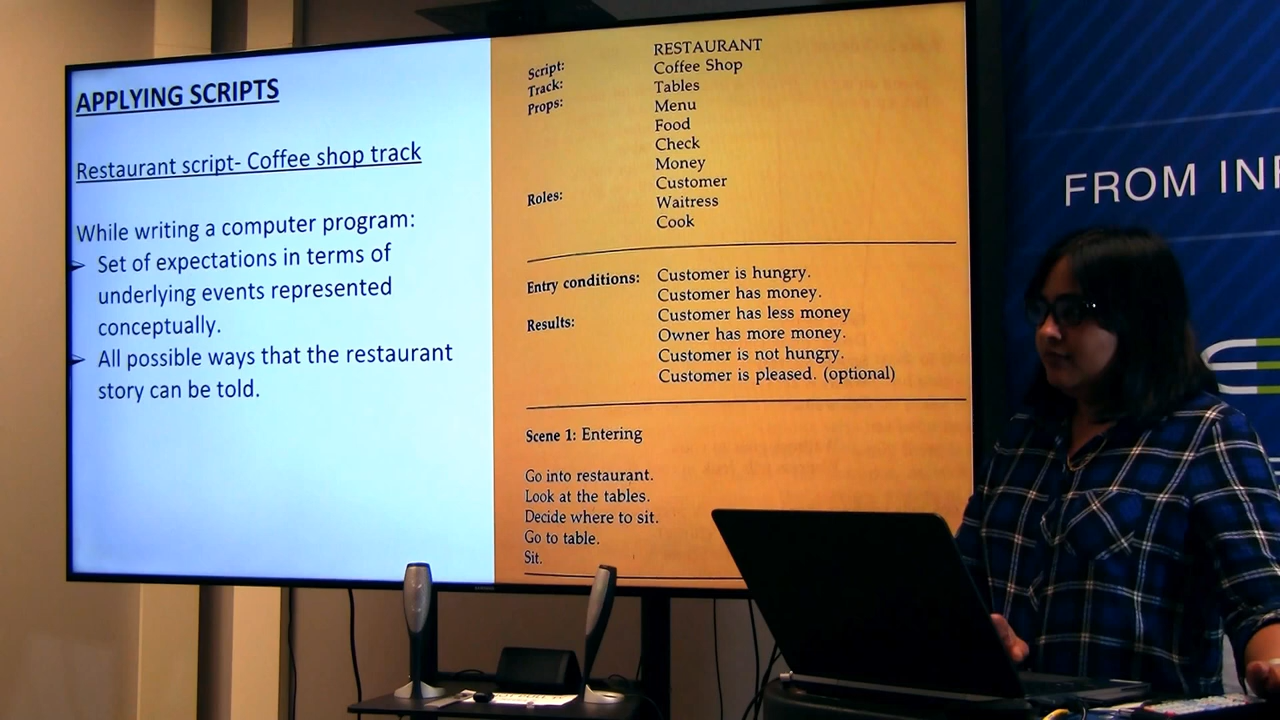 APPLYING SCRIPTS
Restaurant script- Coffee shop track
While writing a computer program:
➤ Set of expectations in terms of
underlying events represented
conceptually.
➤ All possible ways that the restaurant
story can be told.
RESTAURANT
Script: Coffee Shop
Track: Tables
Props: Menu
Food
Check
Money
Customer
Roles: Waitress
Cook
Entry conditions: Customer is hungry.
Customer has money.
Results: Customer has less money
Owner has more money.
Customer is not hungry.
Customer is pleased. (optional)
Scene 1: Entering
Go into restaurant.
Look at the tables.
Decide where to sit.
Go to table.
Sit.
FROM